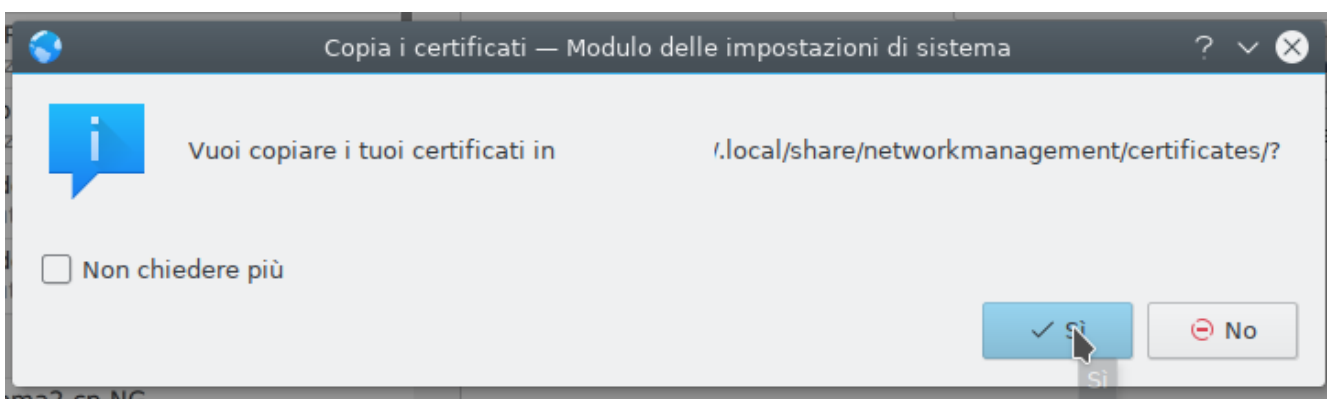 Copia i certificati — Modulo delle impostazioni di sistema
Vuoi copiare i tuoi certificati in /.local/share/networkmanagement/certificates/?
Non chiedere più
Sì
No
Sì